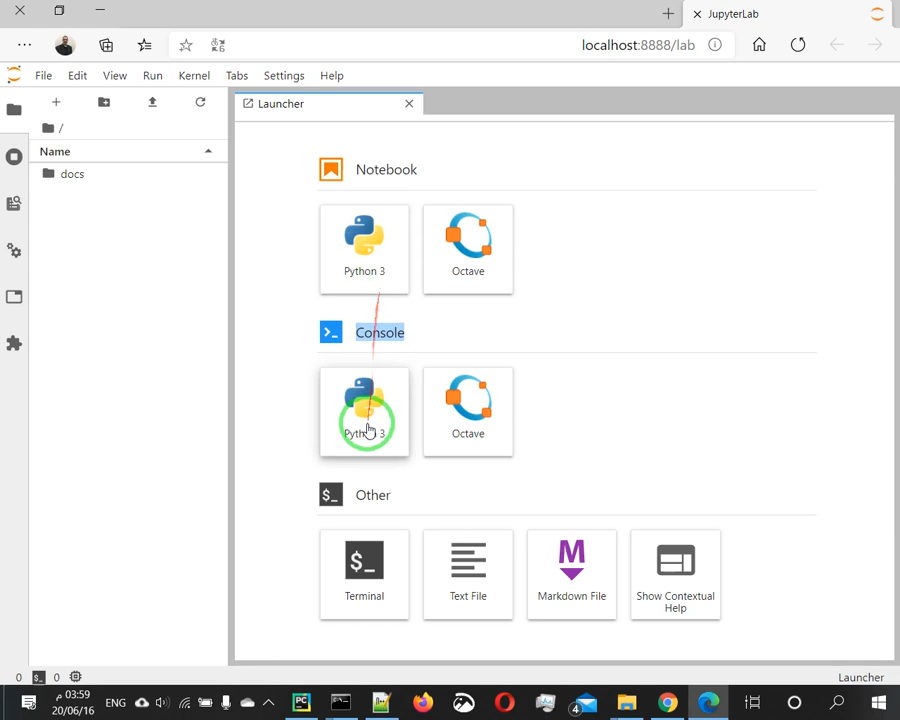 JupyterLab
localhost:8888/lab
File Edit View Run Kernel Tabs Settings Help
Launcher
/
Name
docs
Notebook
Python 3
Octave
Console
Python 3
Octave
$_ Other
$_
Terminal
Text File
M
Markdown File
Show Contextual
Help
0 $_ 0
Launcher
03:59 م
20/06/16
ENG
PC
4